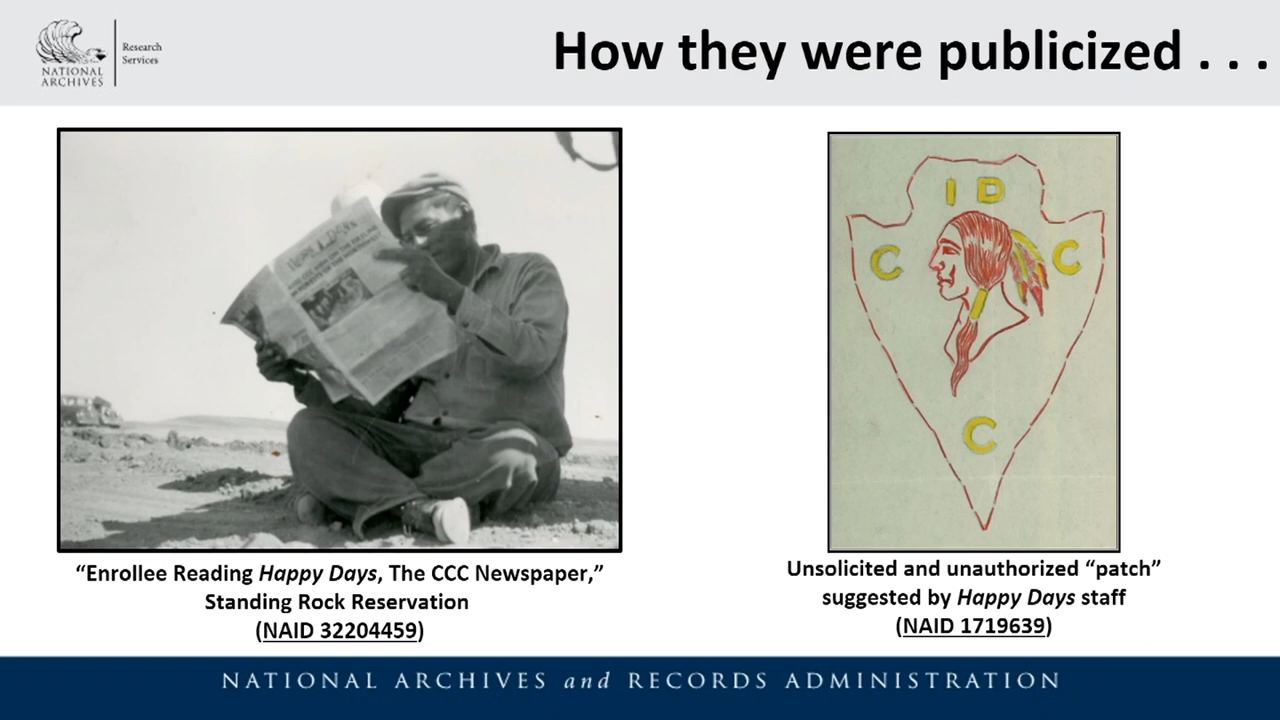 NATIONAL
ARCHIVES
Research
Services
How they were publicized . . .
I D
C C
C
“Enrollee Reading Happy Days, The CCC Newspaper,”
Standing Rock Reservation
(NAID 32204459)
Unsolicited and unauthorized “patch”
suggested by Happy Days staff
(NAID 1719639)
NATIONAL ARCHIVES and RECORDS ADMINISTRATION